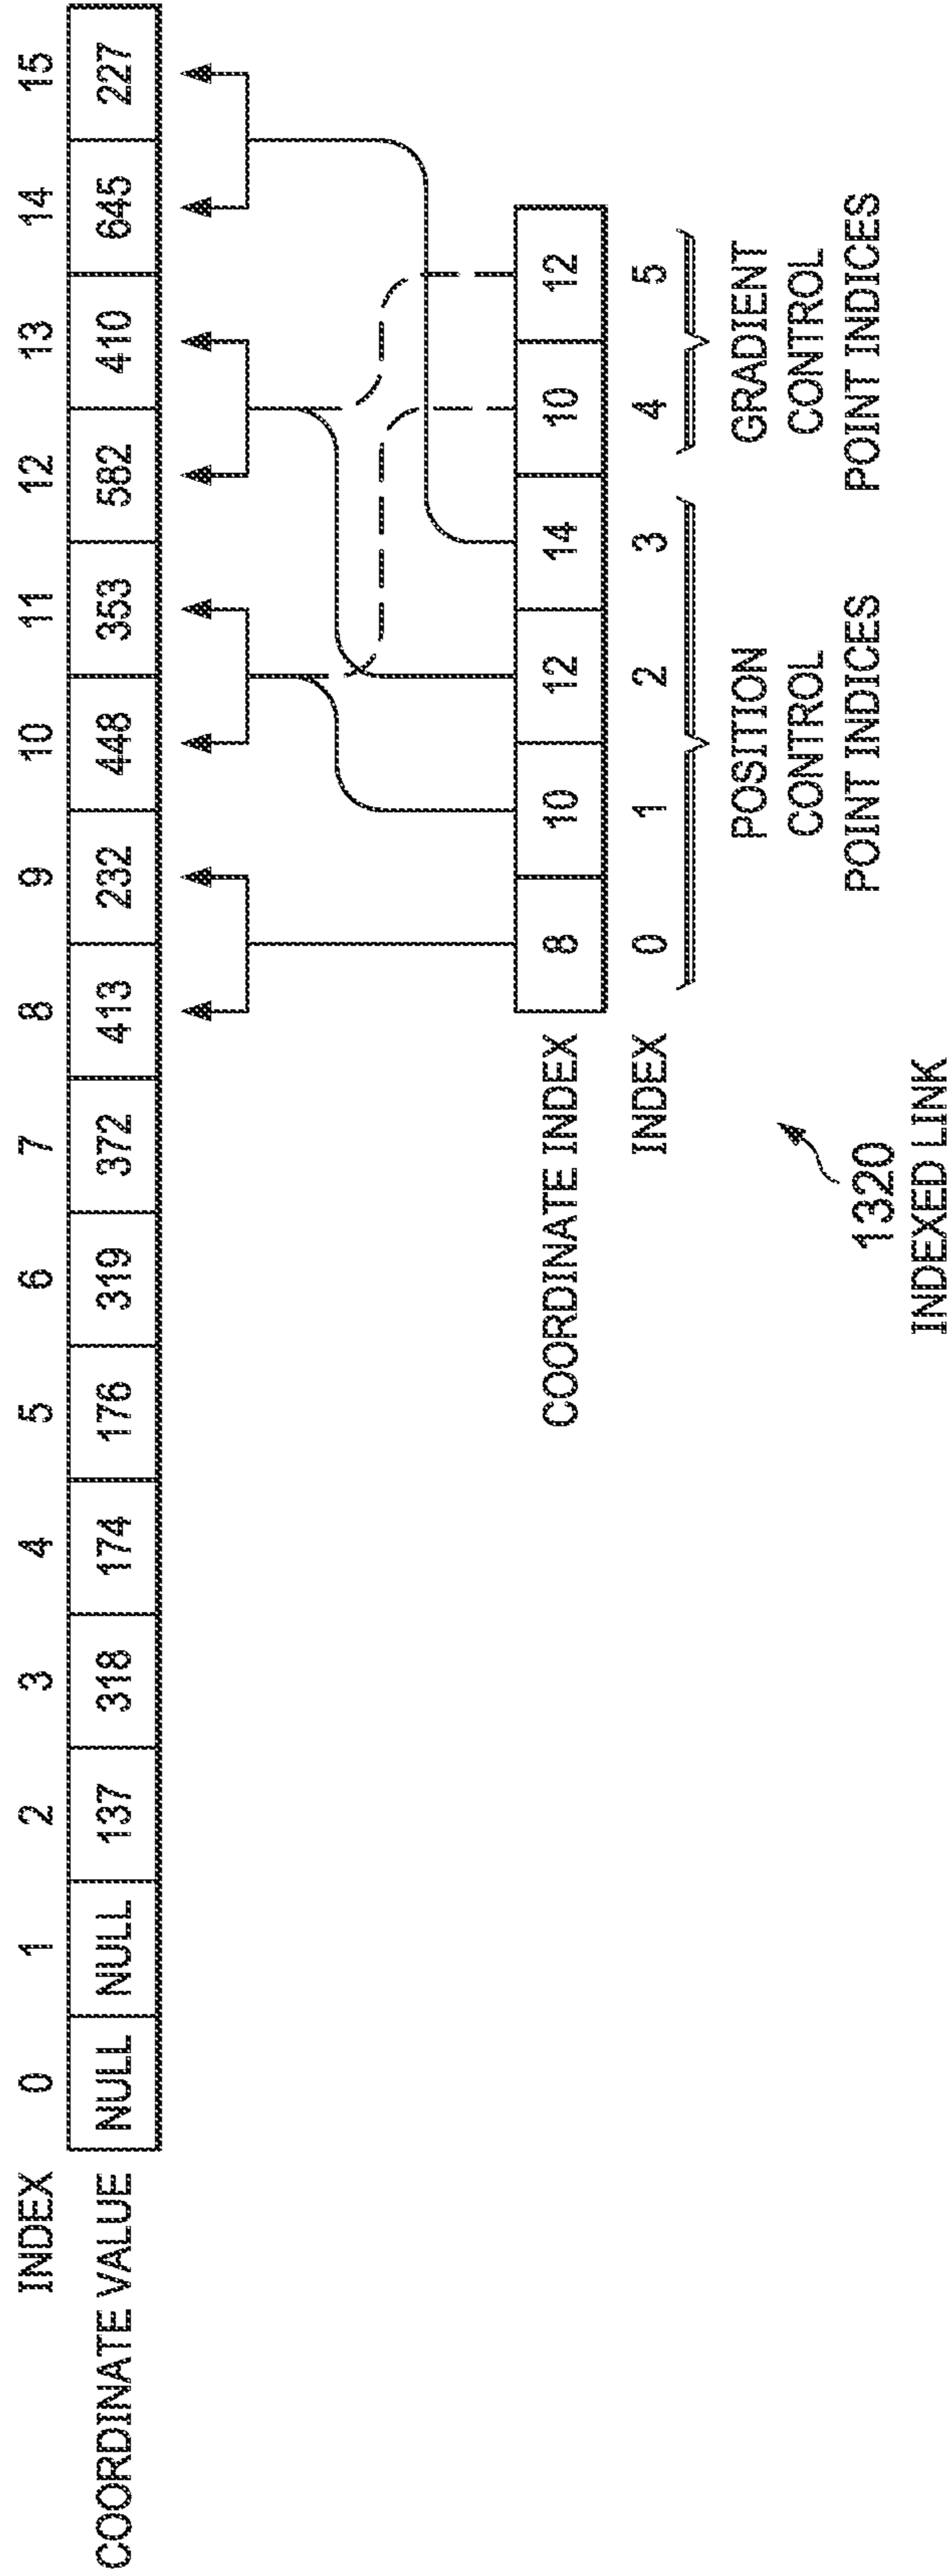 INDEX 0 1 2 3 4 5 6 7 8 9 10 11 12 13 14 15
COORDINATE VALUE NULL NULL 137 318 174 176 319 372 413 232 448 353 582 410 645 227
COORDINATE INDEX 8 10 12 14 10 12
INDEX 0 1 2 3 4 5
POSITION
CONTROL
POINT INDICES
GRADIENT
CONTROL
POINT INDICES
1320
INDEXED LINK